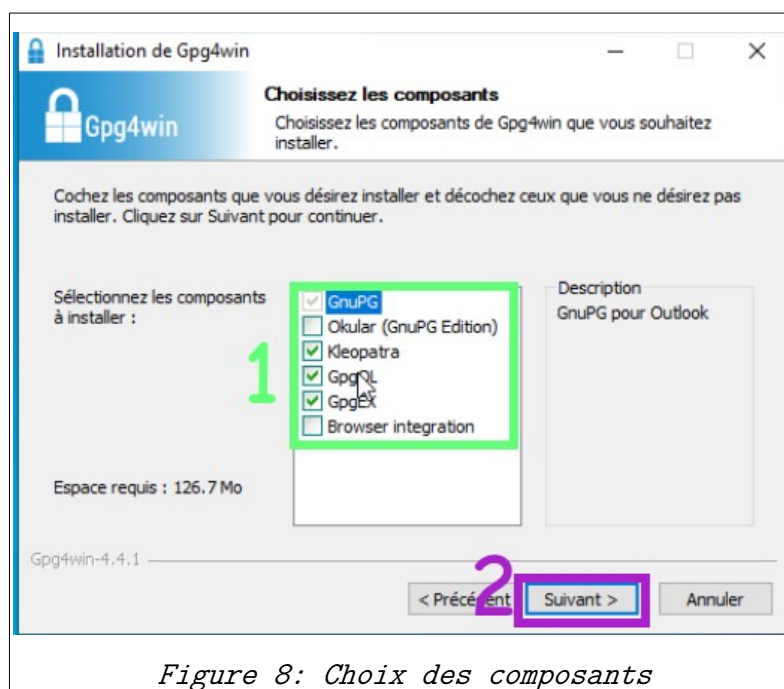 Installation de Gpg4win
Gpg4win
Choisissez les composants
Choisissez les composants de Gpg4win que vous souhaitez
installer.
Cochez les composants que vous désirez installer et décochez ceux que vous ne désirez pas
installer. Cliquez sur Suivant pour continuer.
Sélectionnez les composants
à installer :
1
GnuPG
Okular (GnuPG Edition)
Kleopatra
GpgOL
GpgEX
Browser integration
Description
GnuPG pour Outlook
Espace requis : 126.7 Mo
Gpg4win-4.4.1
< Précédent
2
Suivant >
Annuler
Figure 8: Choix des composants